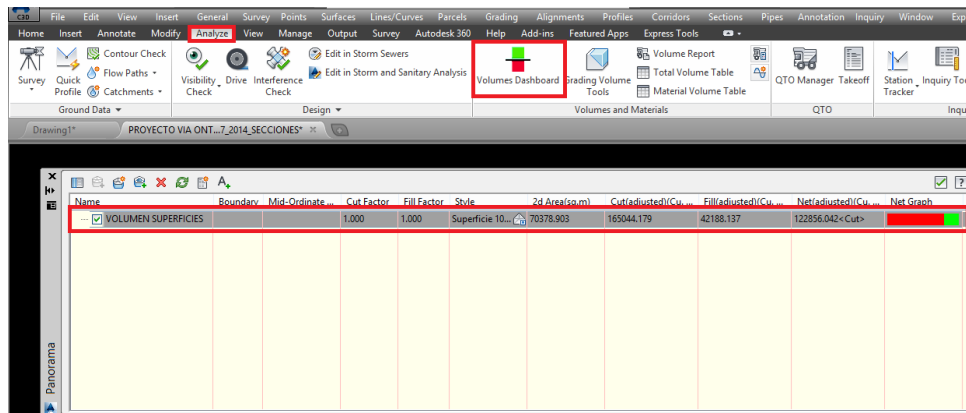 C3D File Edit View Insert General Survey Points Surfaces Lines/Curves Parcels Grading Alignments Profiles Corridors Sections Pipes Annotation Inquiry Window Exp
Home Insert Annotate Modify Analyze View Manage Output Survey Autodesk 360 Help Add-ins Featured Apps Express Tools
Contour Check Edit in Storm Sewers Volume Report
Flow Paths Edit in Storm and Sanitary Analysis Total Volume Table
Survey Quick Profile Catchments Visibility Check Drive Interference Check Volumes Dashboard Grading Volume Tools Material Volume Table QTO Manager Takeoff Station Tracker Inquiry Too
Ground Data Design Volumes and Materials QTO Inqu
Drawing1* PROYECTO VIA ONT...7_2014_SECCIONES*
Name Boundary Mid-Ordinate ... Cut Factor Fill Factor Style 2d Area(sq.m) Cut(adjusted)(Cu. ... Fill(adjusted)(Cu. ... Net(adjusted)(Cu. ... Net Graph
VOLUMEN SUPERFICIES 1.000 1.000 Superficie 10... 70378.903 165044.179 42188.137 122856.042<Cut>
Panorama